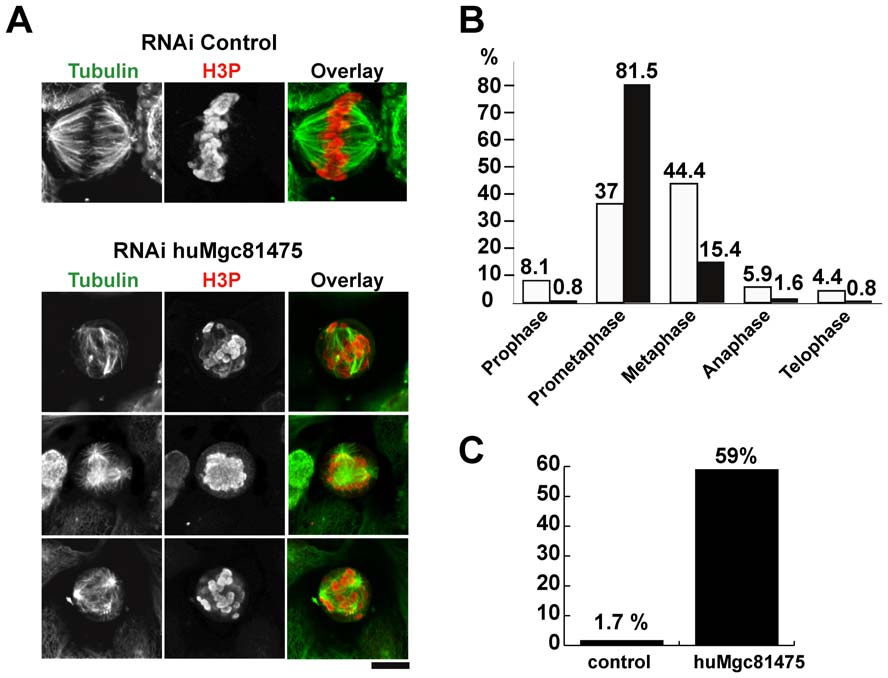 A
RNAi Control
Tubulin H3P Overlay
RNAi huMgc81475
Tubulin H3P Overlay
B
%
80
70
60
50
40
30
20
10
0
8.1 0.8
37 81.5
44.4 15.4
5.9 1.6
4.4 0.8
Prophase
Prometaphase
Metaphase
Anaphase
Telophase
C
60
50
40
30
20
10
0
1.7 %
59%
control huMgc81475